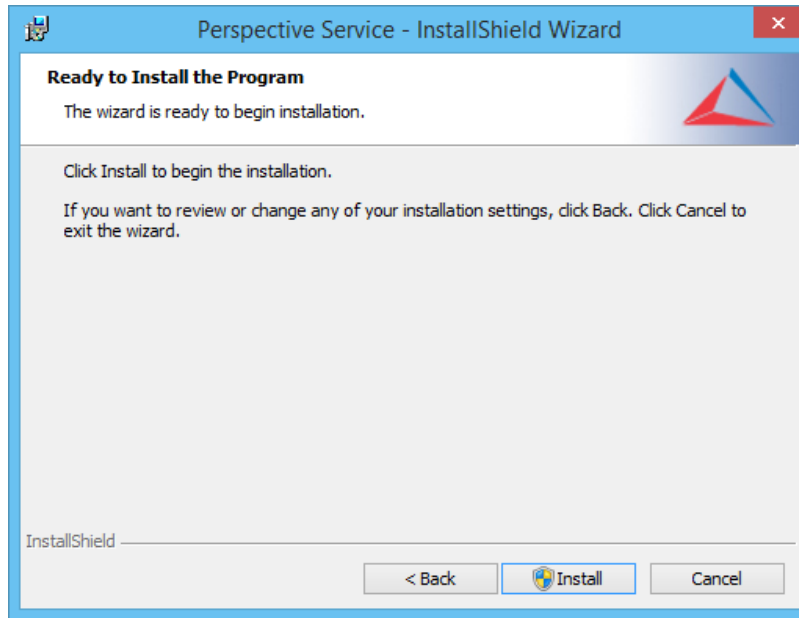 Perspective Service - InstallShield Wizard
Ready to Install the Program
The wizard is ready to begin installation.
Click Install to begin the installation.
If you want to review or change any of your installation settings, click Back. Click Cancel to
exit the wizard.
InstallShield
< Back
Install
Cancel